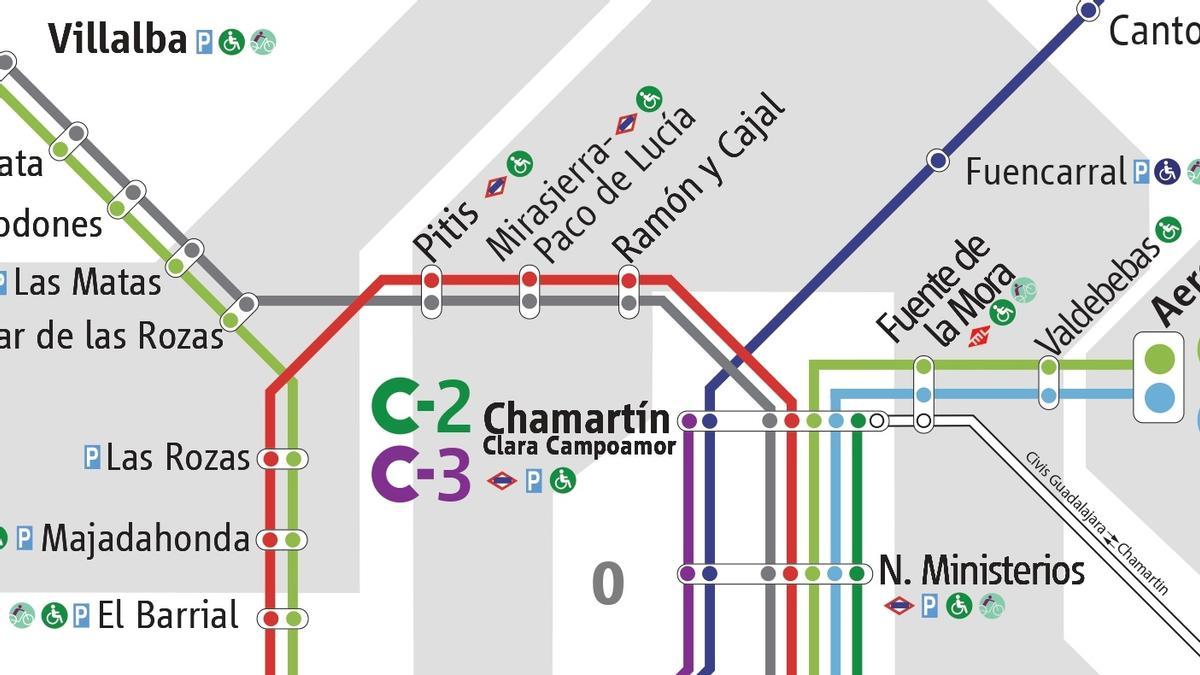 Villalba P
Canto
ata
odones
P Las Matas
ar de las Rozas
Pitis
Mirasierra-
Paco de Lucía
Ramón y Cajal
Fuencarral P
Fuente de
la Mora
Valdebebas
Aer
C-2
C-3
Chamartín
Clara Campoamor
P
P Las Rozas
P Majadahonda
P El Barrial
0
N. Ministerios
P
Civis Guadalajara Chamartín